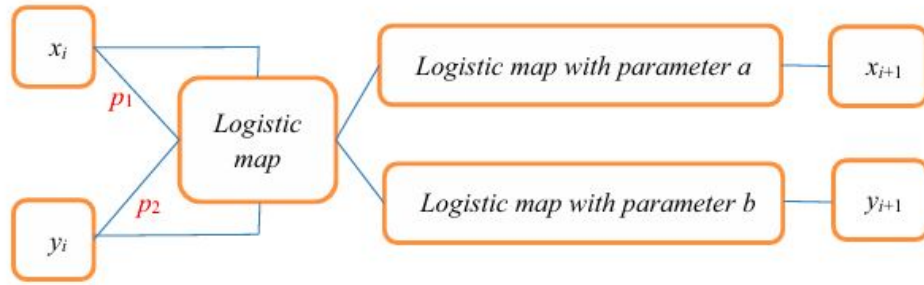 xi
p1
Logistic
map
p2
yi
Logistic map with parameter a
xi+1
Logistic map with parameter b
yi+1